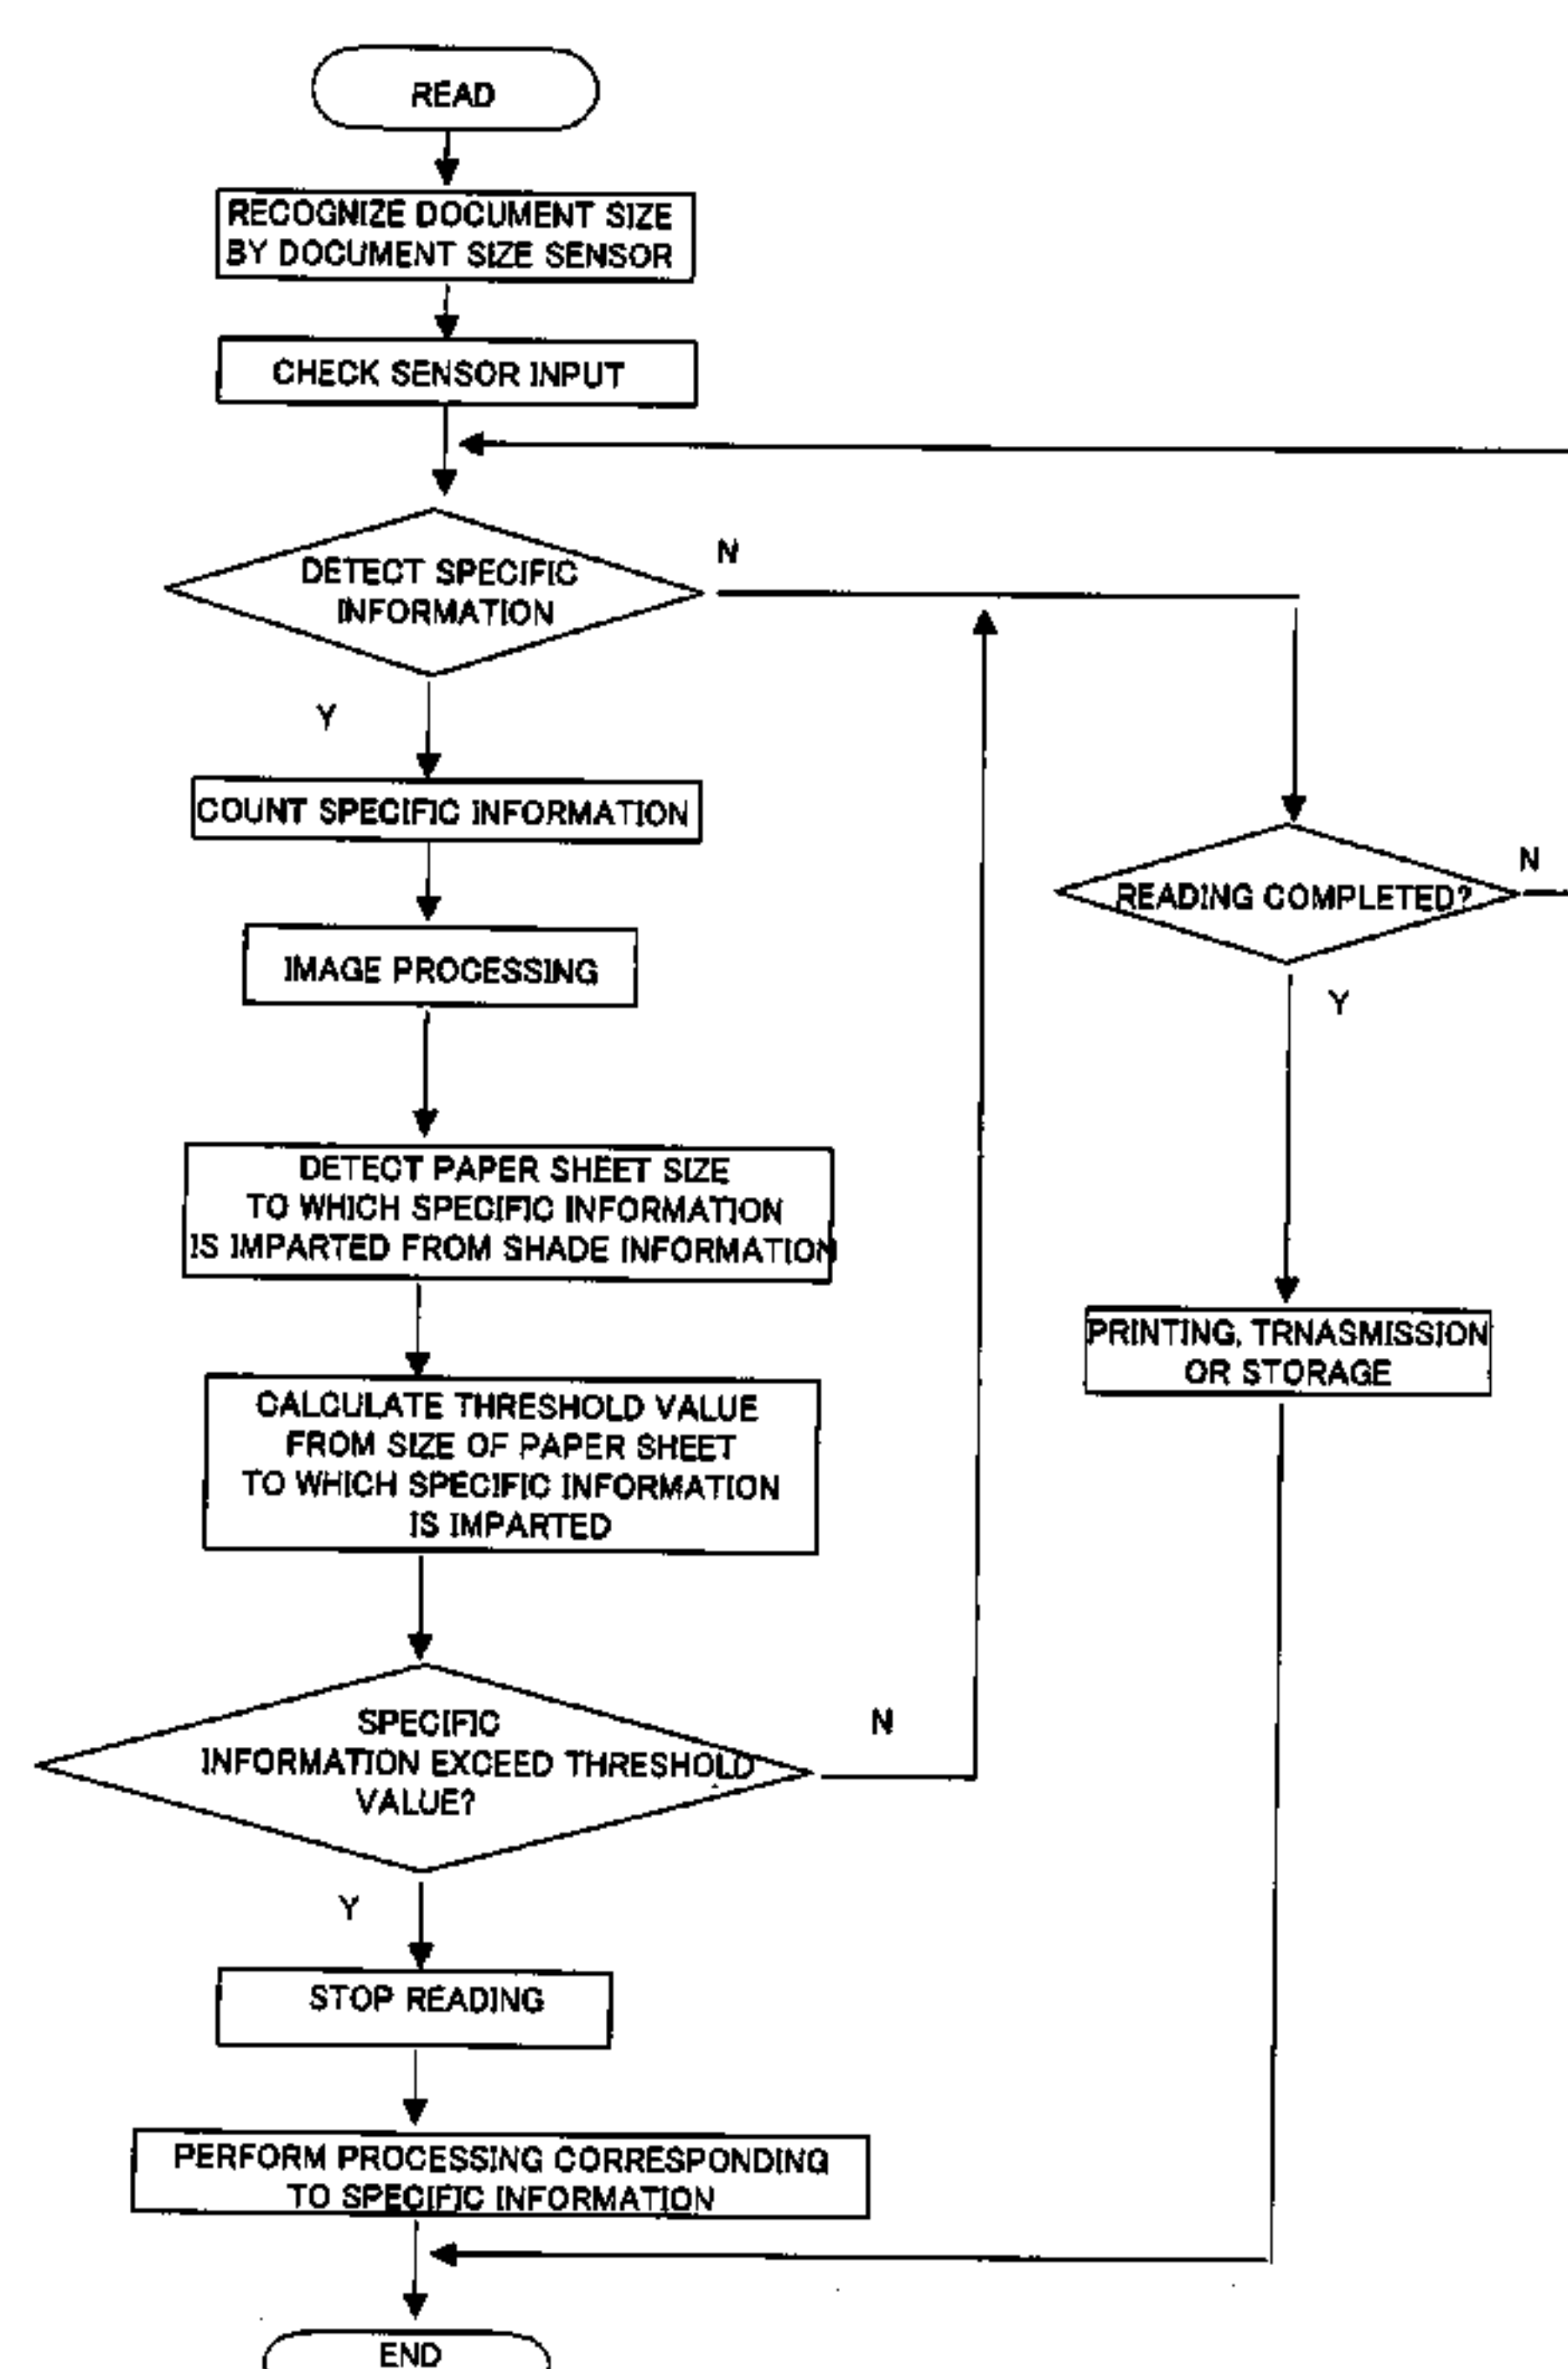 READ
RECOGNIZE DOCUMENT SIZE
BY DOCUMENT SIZE SENSOR
CHECK SENSOR INPUT
DETECT SPECIFIC
INFORMATION
N
Y
COUNT SPECIFIC INFORMATION
READING COMPLETED?
N
IMAGE PROCESSING
Y
DETECT PAPER SHEET SIZE
TO WHICH SPECIFIC INFORMATION
IS IMPARTED FROM SHADE INFORMATION
PRINTING, TRNASMISSION
OR STORAGE
CALCULATE THRESHOLD VALUE
FROM SIZE OF PAPER SHEET
TO WHICH SPECIFIC INFORMATION
IS IMPARTED
SPECIFIC
INFORMATION EXCEED THRESHOLD
VALUE?
N
Y
STOP READING
PERFORM PROCESSING CORRESPONDING
TO SPECIFIC INFORMATION
END